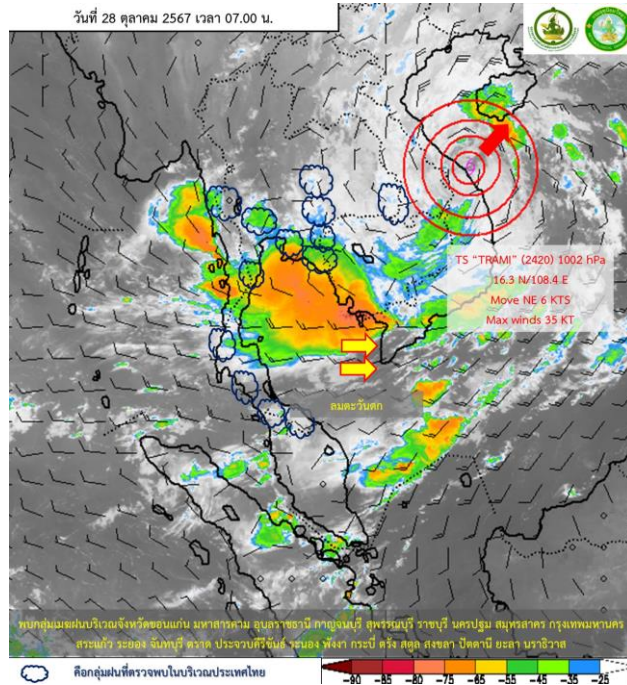 วันที่ 28 ตุลาคม 2567 เวลา 07.00 น.
TS "TRAMI" (2420) 1002 hPa
16.3 N/108.4 E
Move NE 6 KTS
Max winds 35 KT
ลมตะวันตก
พบกลุ่มเมฆฝนบริเวณจังหวัดขอนแก่น มหาสารคาม อุบลราชธานี กาญจนบุรี สุพรรณบุรี ราชบุรี นครปฐม สมุทรสาคร กรุงเทพมหานคร
สระแก้ว ระยอง จันทบุรี ตราด ประจวบคีรีขันธ์ ระนอง พังงา กระบี่ ตรัง สตูล สงขลา ปัตตานี ยะลา นราธิวาส
คือกลุ่มฝนที่ตรวจพบในบริเวณประเทศไทย
-90 -85 -80 -75 -70 -65 -60 -55 -50 -45 -40 -35 -25